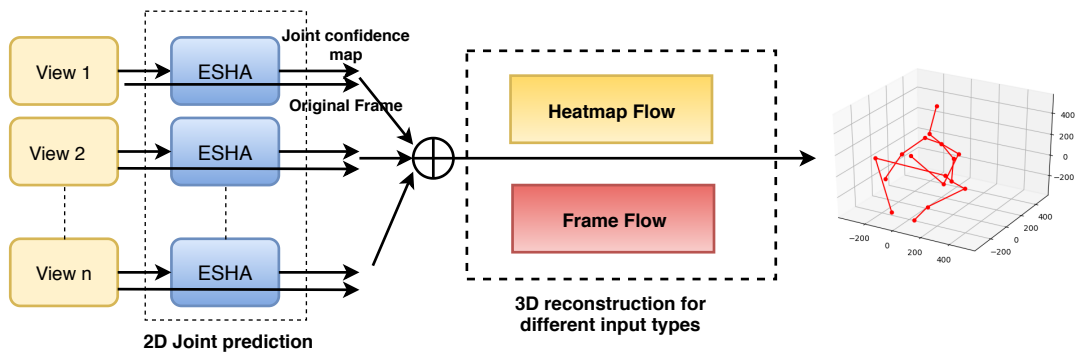 View 1
ESHA
Joint confidence
map
Original Frame
View 2
ESHA
View n
ESHA
2D Joint prediction
Heatmap Flow
Frame Flow
3D reconstruction for
different input types
400
200
0
−200
−200
0
200
400
−200
0
200
400